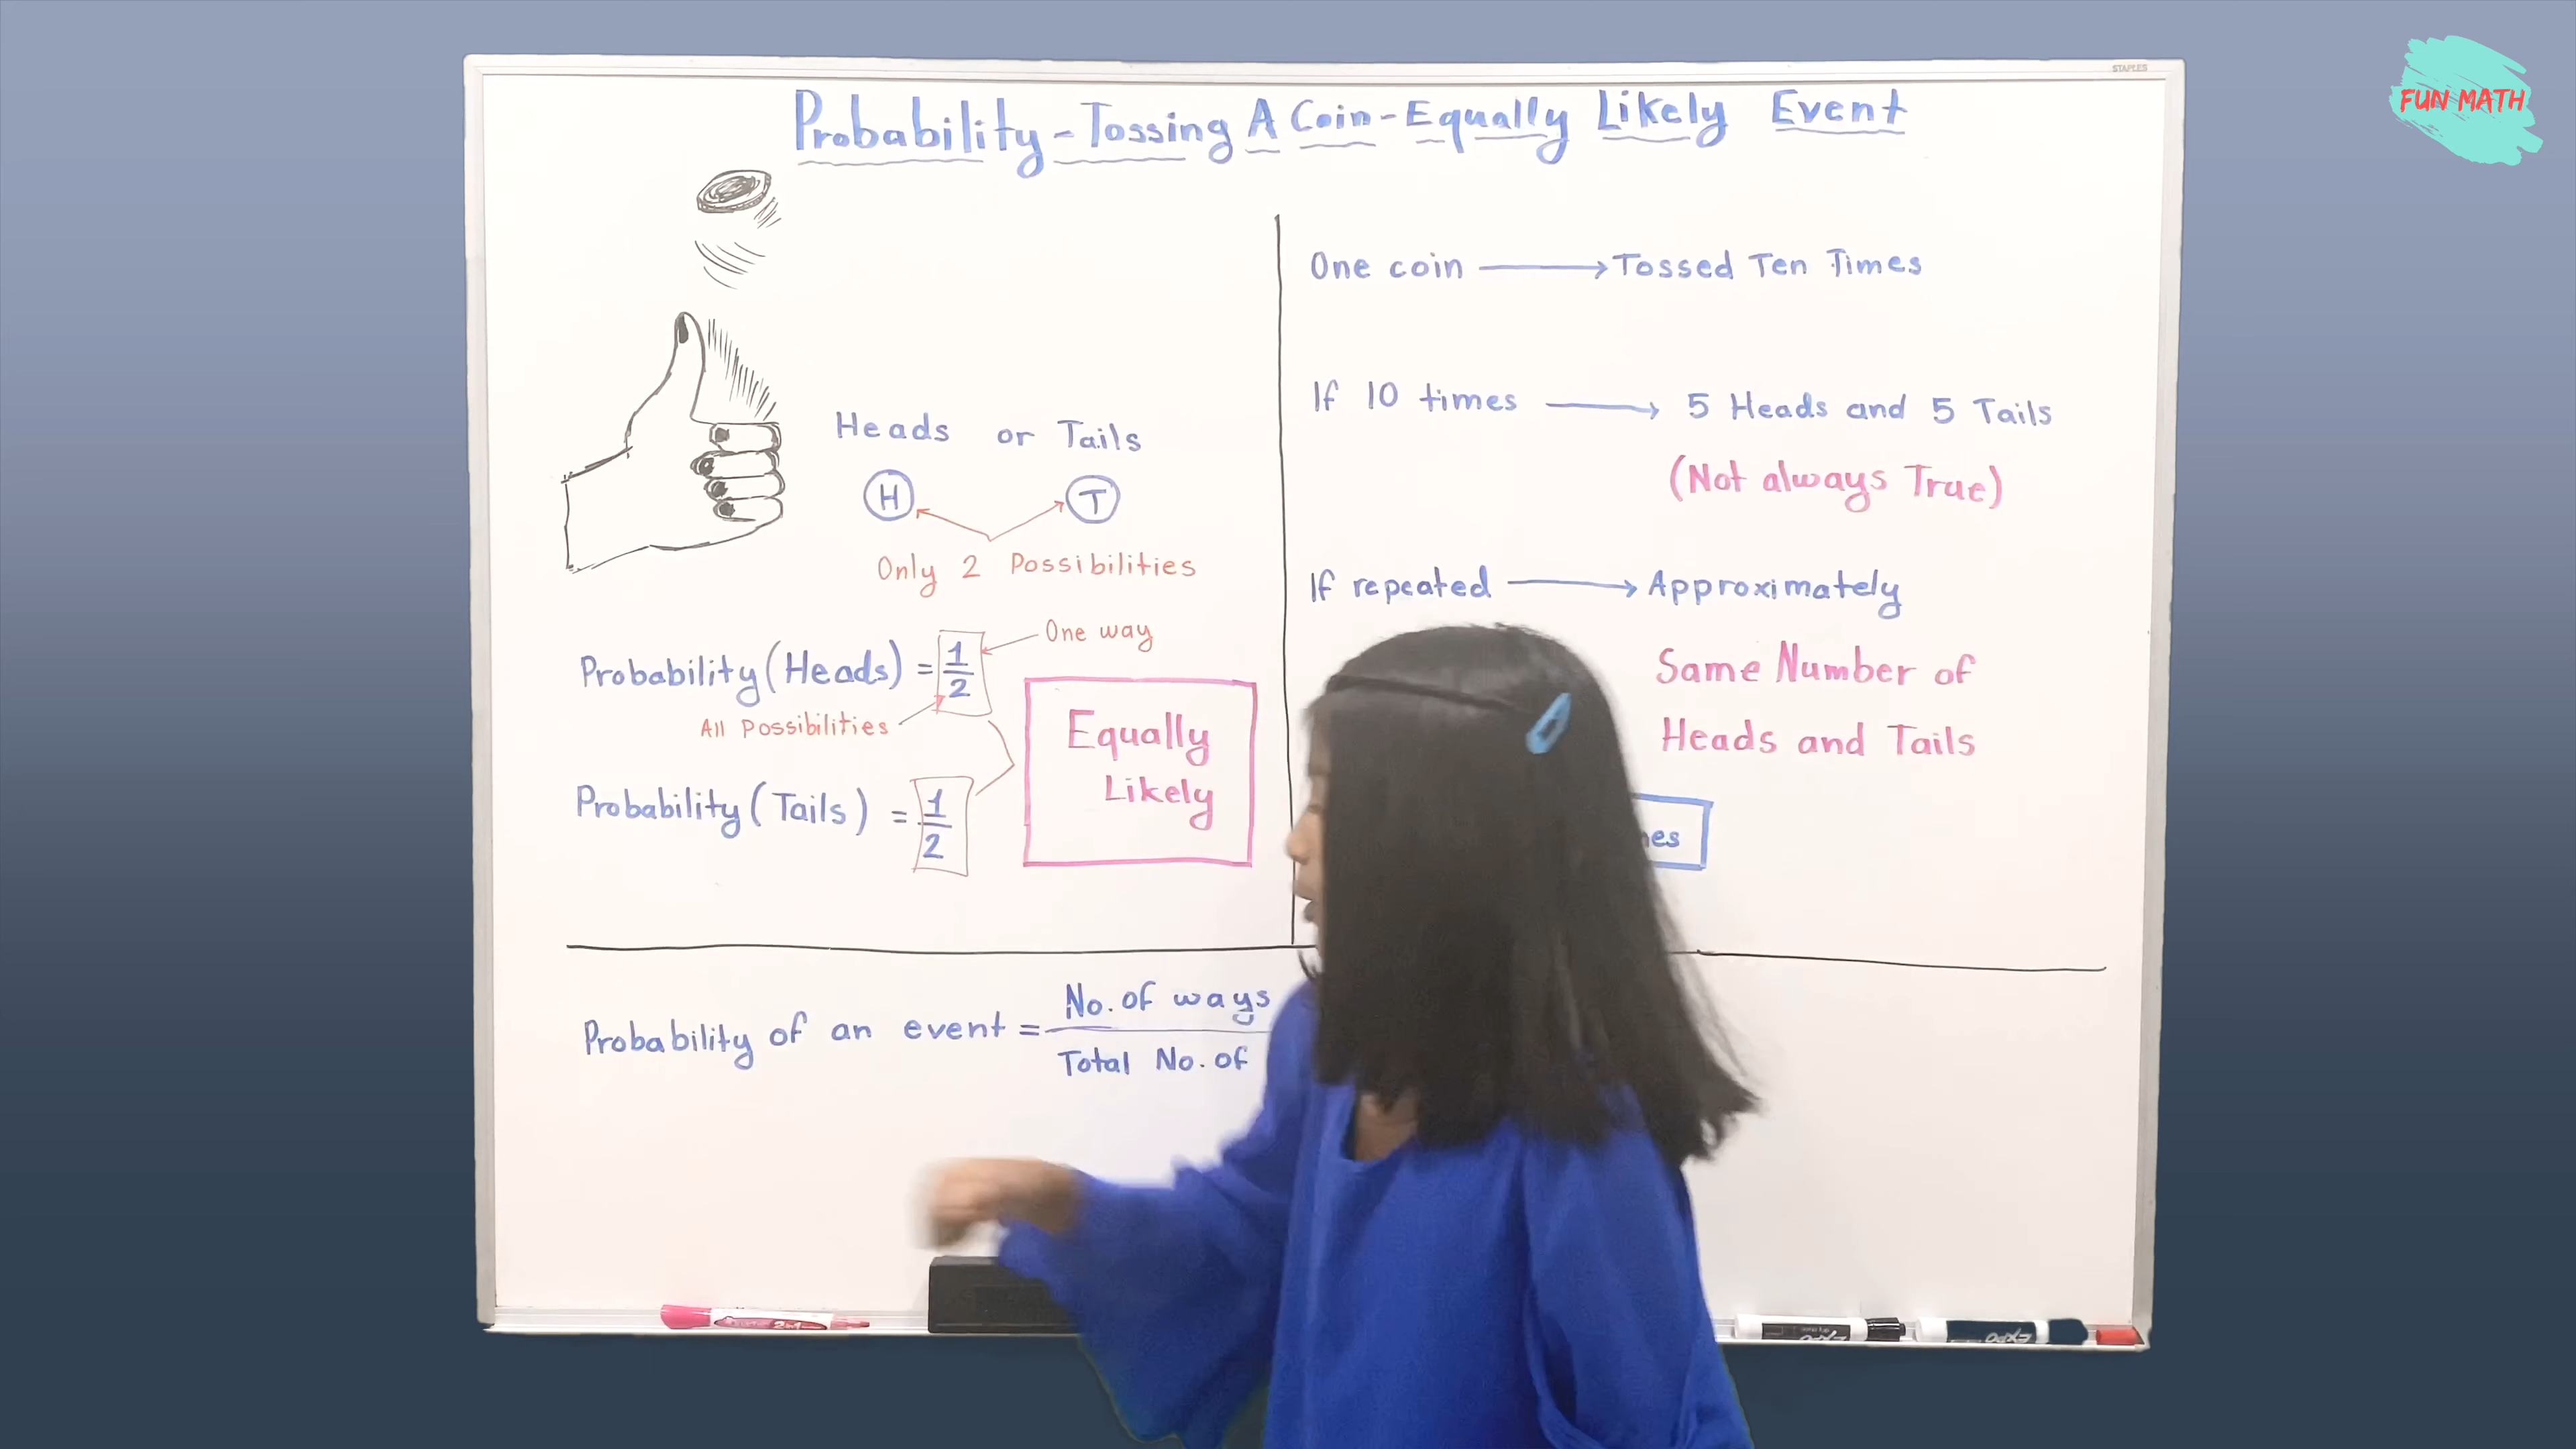 STAPLES
FUN MATH
Probability - Tossing A Coin - Equally Likely Event
Heads or Tails
H T
Only 2 Possibilities
Probability (Heads) = 1/2
One way
All Possibilities
Probability (Tails) = 1/2
Equally
Likely
One coin → Tossed Ten Times
If 10 times → 5 Heads and 5 Tails
(Not always True)
If repeated → Approximately
Same Number of
Heads and Tails
Probability of an event =
No. of ways
Total No. of
EXPO
EXPO